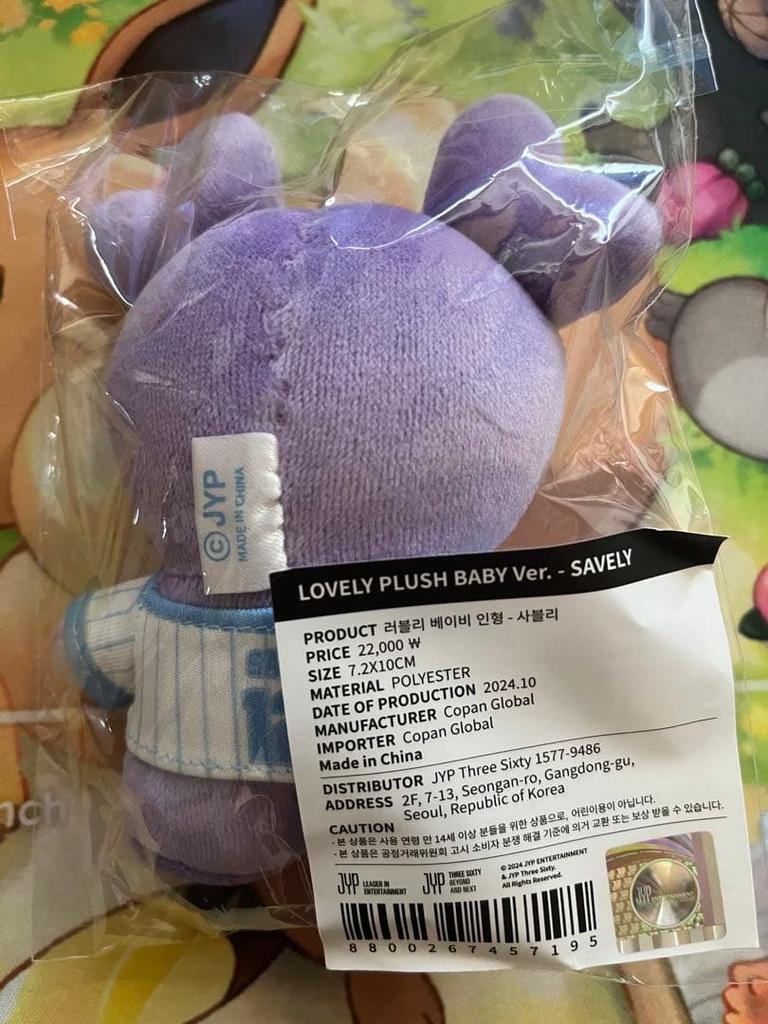 © JYP
MADE IN CHINA
LOVELY PLUSH BABY Ver. - SAVELY
PRODUCT 러블리 베이비 인형 - 사블리
PRICE 22,000 ₩
SIZE 7.2X10CM
MATERIAL POLYESTER
DATE OF PRODUCTION 2024.10
MANUFACTURER Copan Global
IMPORTER Copan Global
Made in China
DISTRIBUTOR JYP Three Sixty 1577-9486
ADDRESS 2F, 7-13, Seongan-ro, Gangdong-gu,
Seoul, Republic of Korea
CAUTION
- 본 상품은 사용 연령 만 14세 이상 분들을 위한 상품으로, 어린이용이 아닙니다.
- 본 상품은 공정거래위원회 고시 소비자 분쟁 해결 기준에 의거 교환 또는 보상 받을 수 있습니다.
JYP LEADER IN
ENTERTAINMENT
JYP THREE SIXTY
BEYOND
AND NEXT
© 2024 JYP ENTERTAINMENT
& JYP Three Sixty.
All Rights Reserved.
8800267457195
JYP ENTERTAINMENT
nch